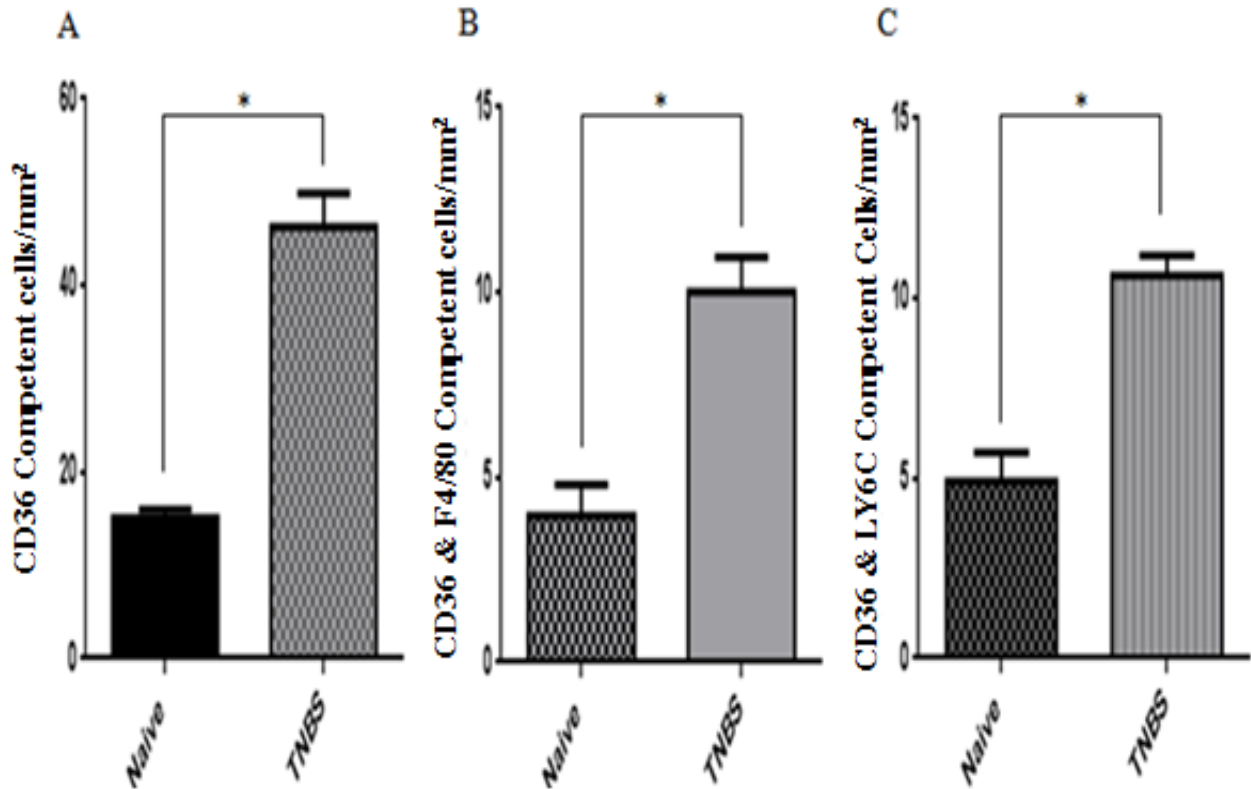 A
CD36 Competent cells/mm²
60
40
20
0
*
Naive
TNBS
B
CD36 & F4/80 Competent cells/mm²
15
10
5
0
*
Naive
TNBS
C
CD36 & LY6C Competent Cells/mm²
15
10
5
0
*
Naive
TNBS